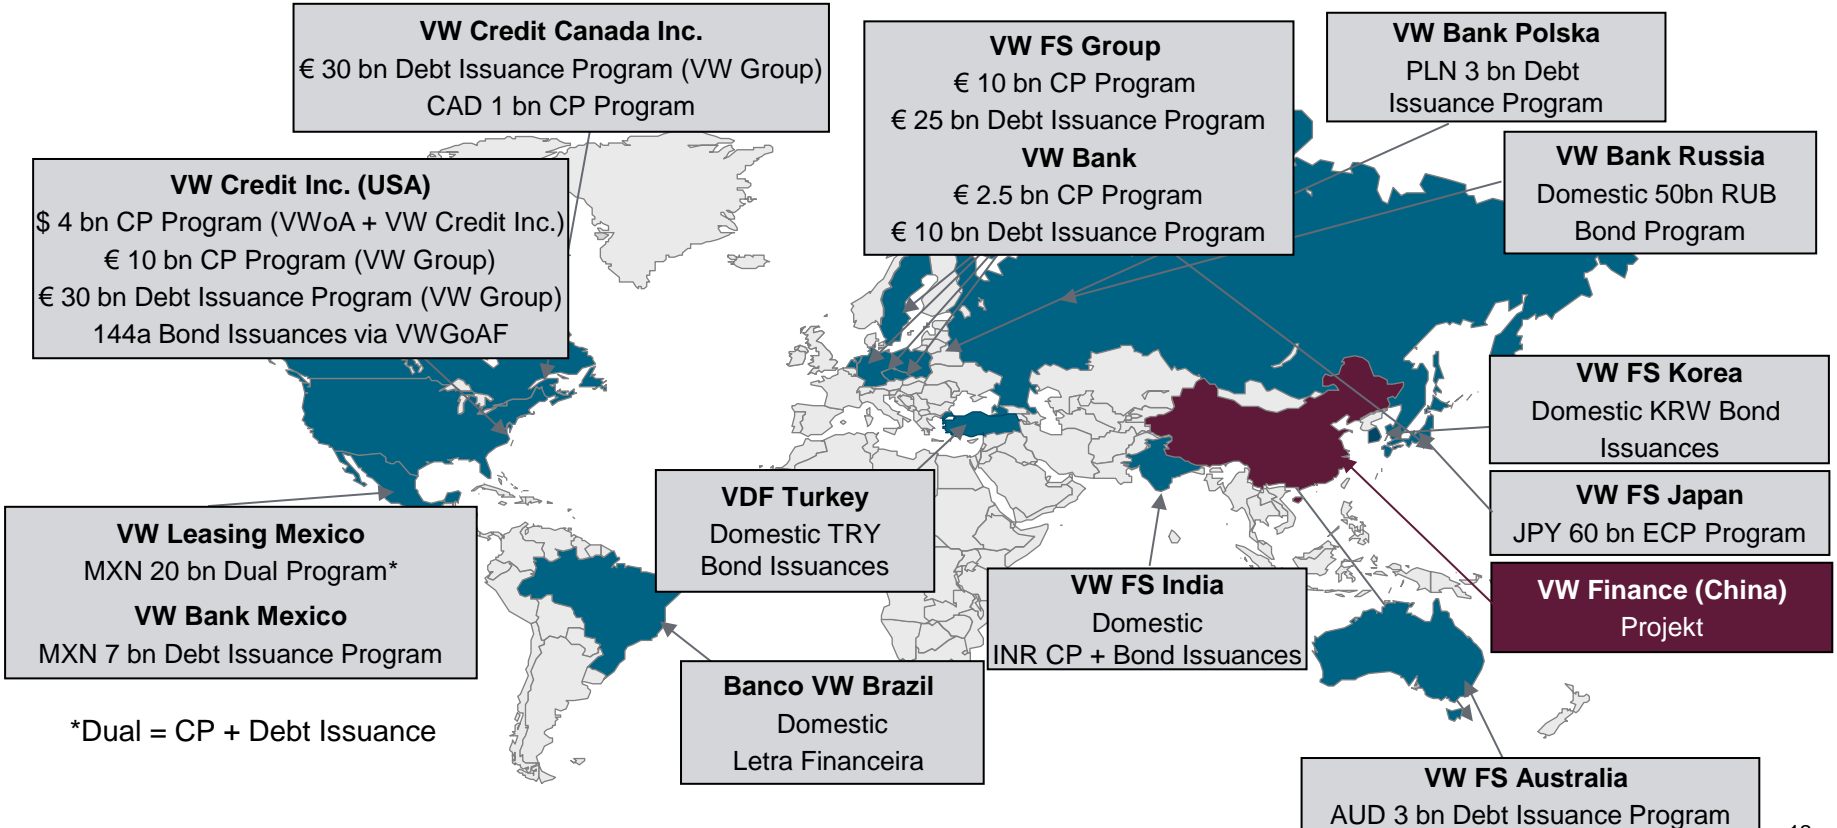 VW Credit Canada Inc.
€ 30 bn Debt Issuance Program (VW Group)
CAD 1 bn CP Program
VW FS Group
€ 10 bn CP Program
€ 25 bn Debt Issuance Program
VW Bank
€ 2.5 bn CP Program
€ 10 bn Debt Issuance Program
VW Bank Polska
PLN 3 bn Debt
Issuance Program
VW Bank Russia
Domestic 50bn RUB
Bond Program
VW Credit Inc. (USA)
$ 4 bn CP Program (VWoA + VW Credit Inc.)
€ 10 bn CP Program (VW Group)
€ 30 bn Debt Issuance Program (VW Group)
144a Bond Issuances via VWGoAF
VW FS Korea
Domestic KRW Bond
Issuances
VW FS Japan
JPY 60 bn ECP Program
VW Finance (China)
Projekt
VDF Turkey
Domestic TRY
Bond Issuances
VW FS India
Domestic
INR CP + Bond Issuances
VW Leasing Mexico
MXN 20 bn Dual Program*
VW Bank Mexico
MXN 7 bn Debt Issuance Program
*Dual = CP + Debt Issuance
Banco VW Brazil
Domestic
Letra Financeira
VW FS Australia
AUD 3 bn Debt Issuance Program